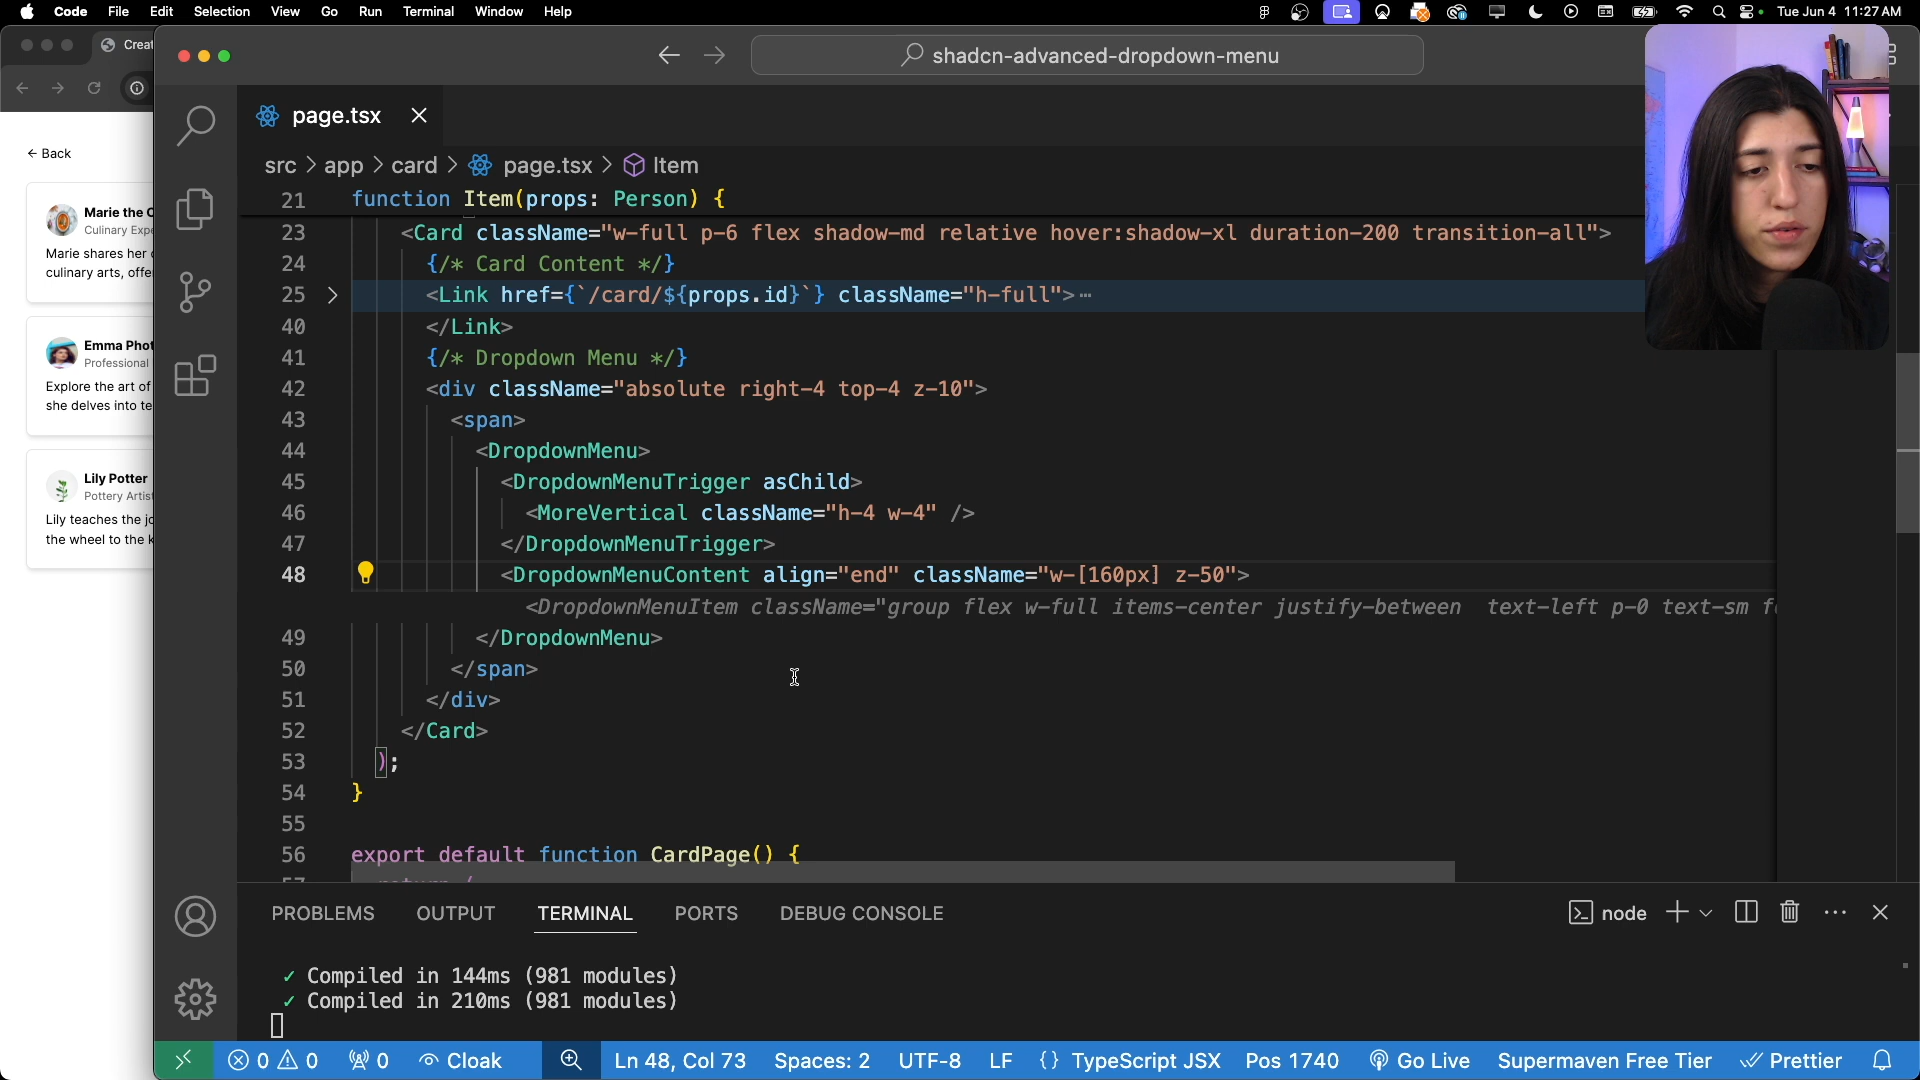 Code File Edit Selection View Go Run Terminal Window Help
Tue Jun 4 11:27 AM
Creat
shadcn-advanced-dropdown-menu
page.tsx
src > app > card > page.tsx > Item
← Back
Marie the C
Culinary Expe
Marie shares her
culinary arts, offe
Emma Phot
Professional
Explore the art of
she delves into te
Lily Potter
Pottery Artist
Lily teaches the jo
the wheel to the k
21 function Item(props: Person) {
23 <Card className="w-full p-6 flex shadow-md relative hover:shadow-xl duration-200 transition-all">
24 {/* Card Content */}
25 <Link href={`/card/${props.id}`} className="h-full">⋯
40 </Link>
41 {/* Dropdown Menu */}
42 <div className="absolute right-4 top-4 z-10">
43 <span>
44 <DropdownMenu>
45 <DropdownMenuTrigger asChild>
46 <MoreVertical className="h-4 w-4" />
47 </DropdownMenuTrigger>
48 <DropdownMenuContent align="end" className="w-[160px] z-50">
<DropdownMenuItem className="group flex w-full items-center justify-between text-left p-0 text-sm
49 </DropdownMenu>
50 </span>
51 </div>
52 </Card>
53 );
54 }
55
56 export default function CardPage() {
PROBLEMS OUTPUT TERMINAL PORTS DEBUG CONSOLE
node
✓ Compiled in 144ms (981 modules)
✓ Compiled in 210ms (981 modules)
0 0 0 Cloak Ln 48, Col 73 Spaces: 2 UTF-8 LF {} TypeScript JSX Pos 1740 Go Live Supermaven Free Tier Prettier